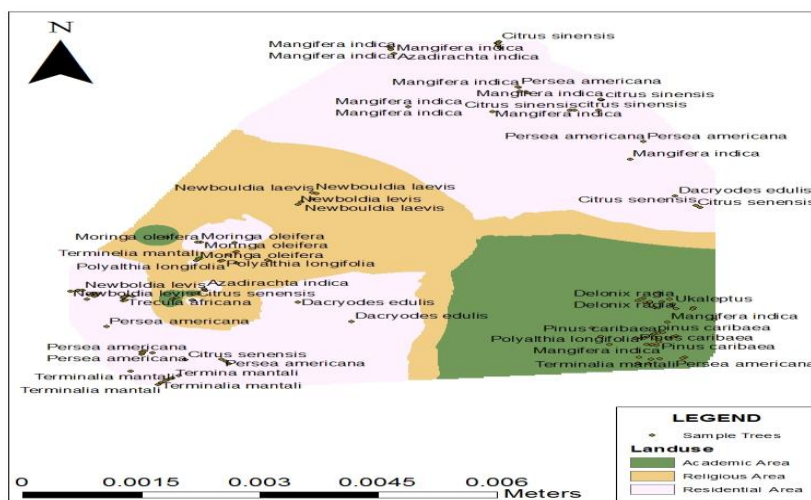 N
Citrus sinensis
Mangifera indica Mangifera indica
Mangifera indica Azadirachta indica
Mangifera indica Persea americana
Mangifera indica citrus sinensis
Mangifera indica Citrus sinensis citrus sinensis
Mangifera indica Mangifera indica
Persea americana Persea americana
Mangifera indica
Newbouldia laevis Newbouldia laevis
Dacryodes edulis
Newboldia levis
Newbouldia laevis
Citrus senensis Citrus senensis
Moringa oleifera Moringa oleifera
Moringa oleifera
Terminelia mantali Moringa oleifera
Polyalthia longifolia Polyalthia longifolia
Newboldia levis Azadirachta indica
Newboldia levis Citrus senensis
Trecula africana Dacryodes edulis
Delonix ragia Ukaleptus
Delonix ragia
Persea americana Dacryodes edulis
Mangifera indica
Pinus caribaea pinus caribaea
Polyalthia longifolia Pinus caribaea
Persea americana
Persea americana Citrus senensis
Mangifera indica Pinus caribaea
Persea americana
Terminalia mantali Persea americana
Terminalia mantali Termina mantali
Terminalia mantali Terminalia mantali
LEGEND
Sample Trees
Landuse
Academic Area
Religious Area
Residential Area
0 0.0015 0.003 0.0045 0.006
Meters